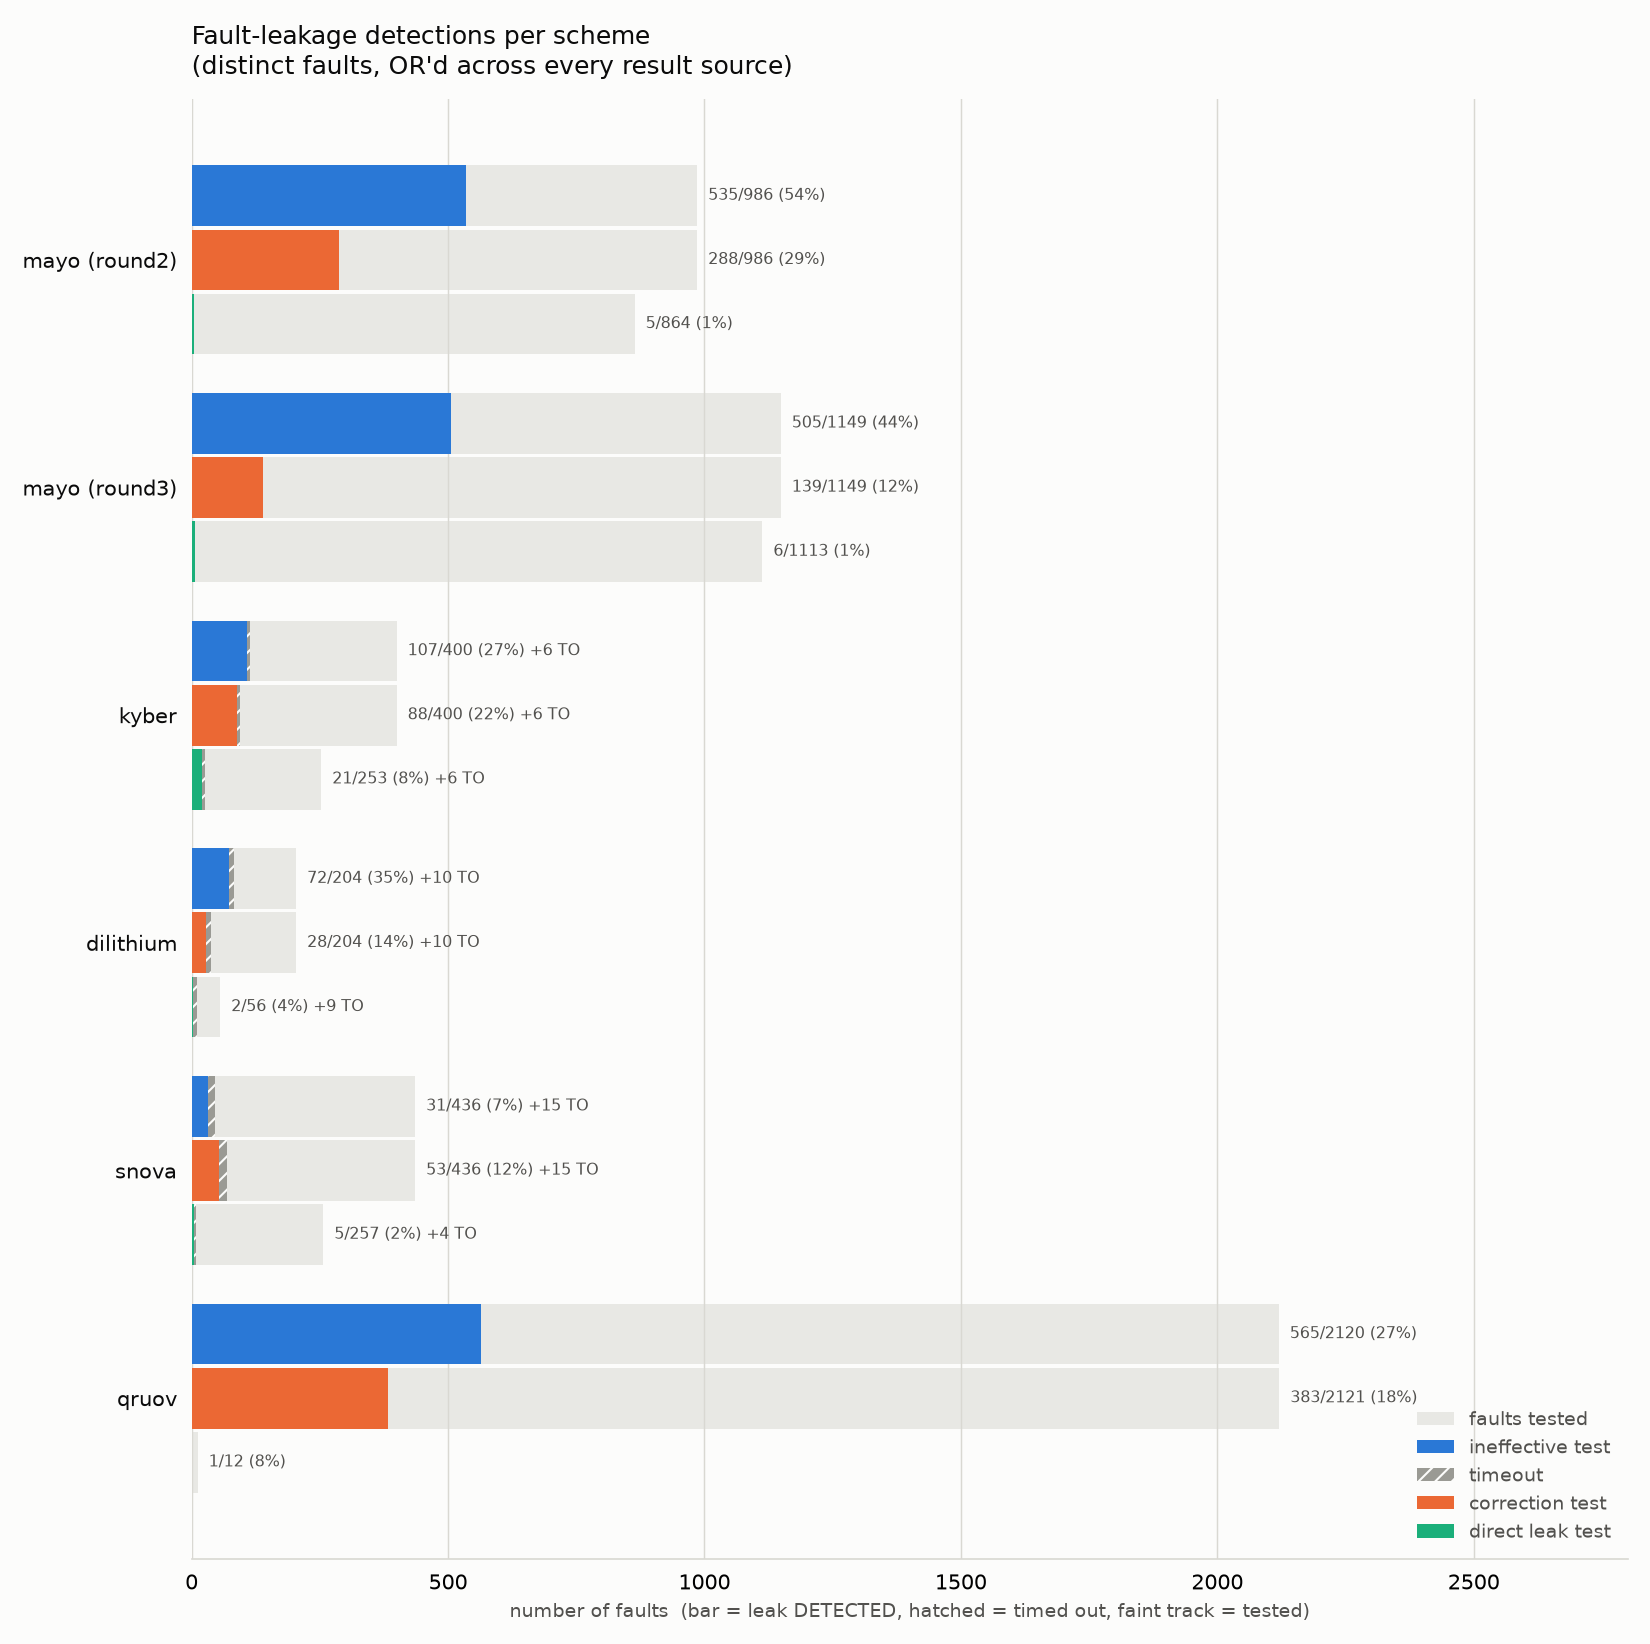 Fault-leakage detections per scheme
(distinct faults, OR'd across every result source)
535/986 (54%)
mayo (round2)
288/986 (29%)
5/864 (1%)
505/1149 (44%)
mayo (round3)
139/1149 (12%)
6/1113 (1%)
107/400 (27%) +6 TO
kyber
88/400 (22%) +6 TO
21/253 (8%) +6 TO
72/204 (35%) +10 TO
dilithium
28/204 (14%) +10 TO
2/56 (4%) +9 TO
31/436 (7%) +15 TO
snova
53/436 (12%) +15 TO
5/257 (2%) +4 TO
565/2120 (27%)
qruov
383/2121 (18%)
1/12 (8%)
faults tested
ineffective test
timeout
correction test
direct leak test
0 500 1000 1500 2000 2500
number of faults  (bar = leak DETECTED, hatched = timed out, faint track = tested)